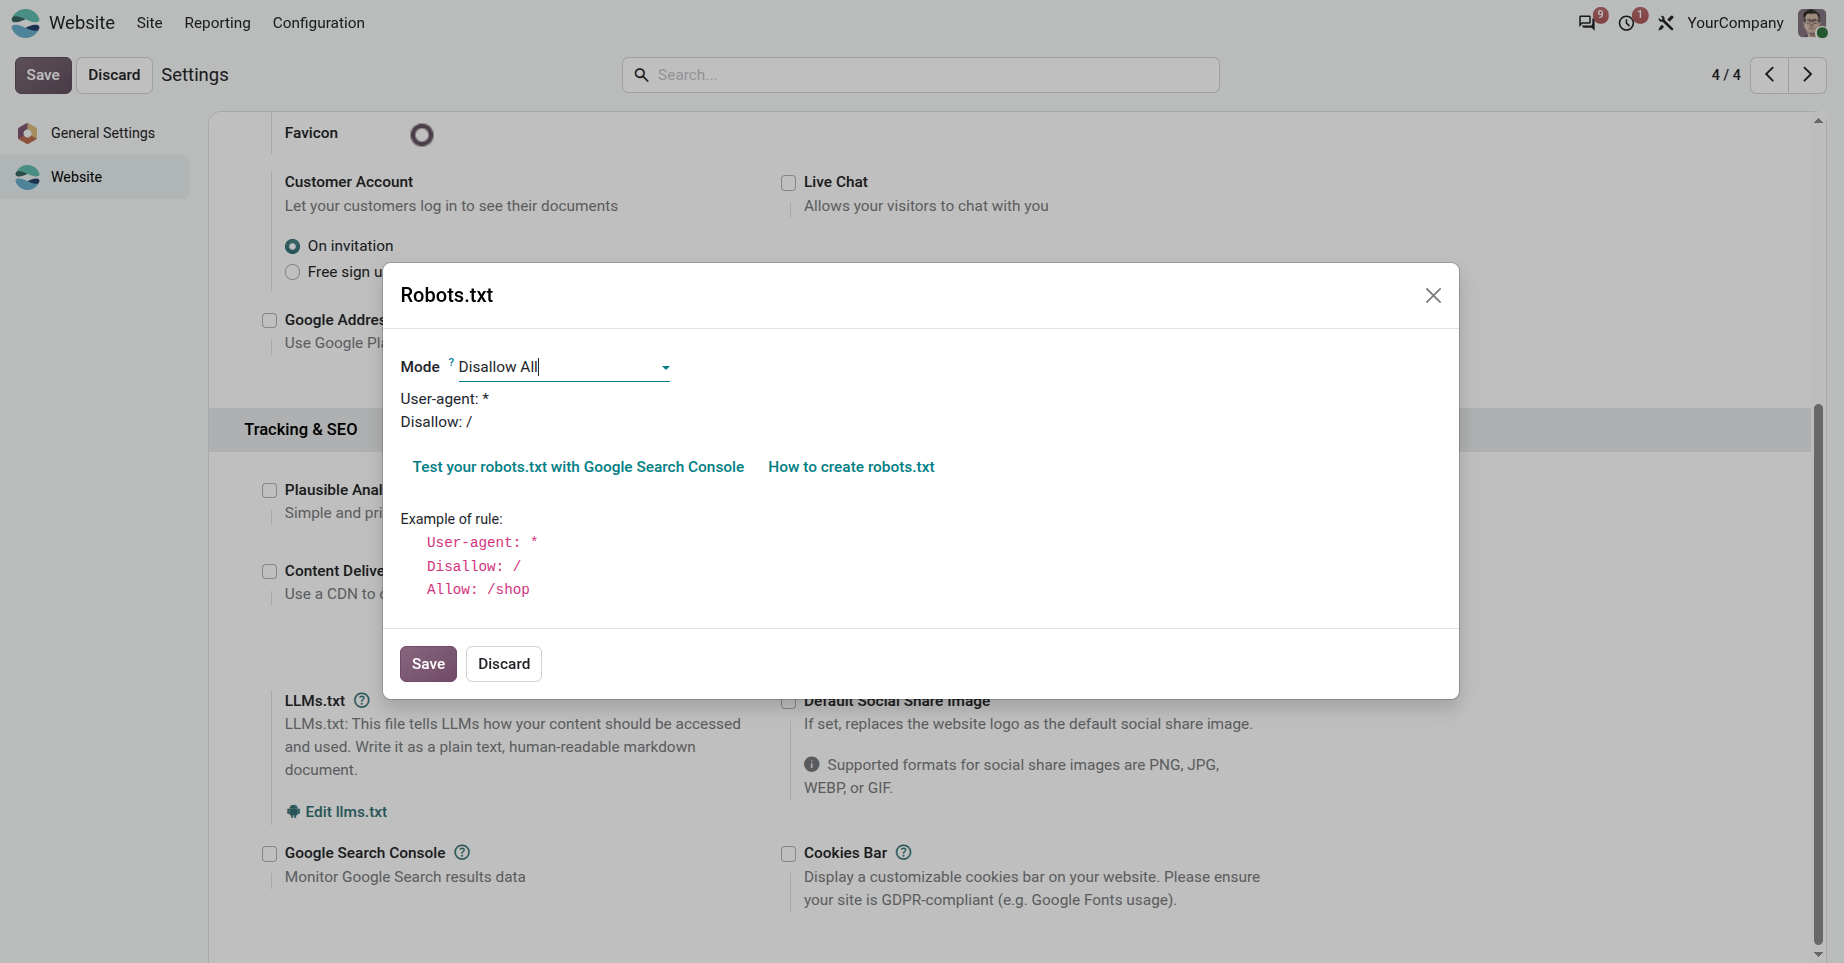 Website Site Reporting Configuration
9 1 YourCompany
Save Discard Settings
Search...
4 / 4
General Settings
Website
Favicon
Customer Account
Let your customers log in to see their documents
On invitation
Free sign u
Live Chat
Allows your visitors to chat with you
Google Addres
Use Google Pla
Tracking & SEO
Plausible Anal
Simple and pri
Content Delive
Use a CDN to
Robots.txt
Mode ? Disallow All
User-agent: *
Disallow: /
Test your robots.txt with Google Search Console How to create robots.txt
Example of rule:
User-agent: *
Disallow: /
Allow: /shop
Save Discard
LLMs.txt ?
LLMs.txt: This file tells LLMs how your content should be accessed
and used. Write it as a plain text, human-readable markdown
document.
Edit llms.txt
Default Social Share Image
If set, replaces the website logo as the default social share image.
Supported formats for social share images are PNG, JPG,
WEBP, or GIF.
Google Search Console ?
Monitor Google Search results data
Cookies Bar ?
Display a customizable cookies bar on your website. Please ensure
your site is GDPR-compliant (e.g. Google Fonts usage).